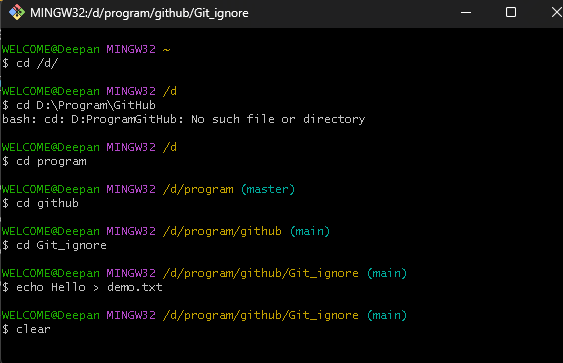 MINGW32:/d/program/github/Git_ignore
WELCOME@Deepan MINGW32 ~
$ cd /d/
WELCOME@Deepan MINGW32 /d
$ cd D:\Program\GitHub
bash: cd: D:ProgramGitHub: No such file or directory
WELCOME@Deepan MINGW32 /d
$ cd program
WELCOME@Deepan MINGW32 /d/program (master)
$ cd github
WELCOME@Deepan MINGW32 /d/program/github (main)
$ cd Git_ignore
WELCOME@Deepan MINGW32 /d/program/github/Git_ignore (main)
$ echo Hello > demo.txt
WELCOME@Deepan MINGW32 /d/program/github/Git_ignore (main)
$ clear